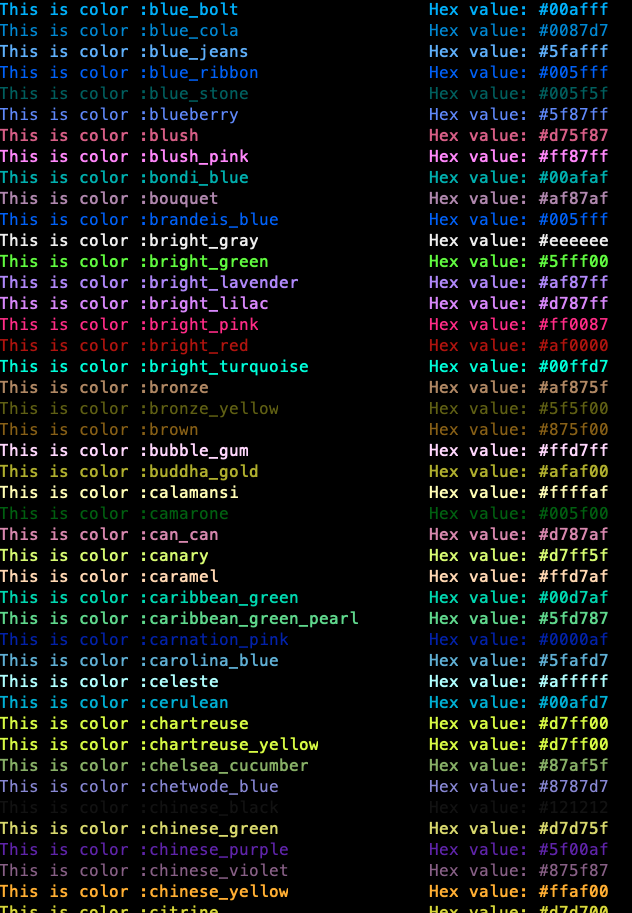 This is color :blue_bolt Hex value: #00afff
This is color :blue_cola Hex value: #0087d7
This is color :blue_jeans Hex value: #5fafff
This is color :blue_ribbon Hex value: #005fff
This is color :blue_stone Hex value: #005f5f
This is color :blueberry Hex value: #5f87ff
This is color :blush Hex value: #d75f87
This is color :blush_pink Hex value: #ff87ff
This is color :bondi_blue Hex value: #00afaf
This is color :bouquet Hex value: #af87af
This is color :brandeis_blue Hex value: #005fff
This is color :bright_gray Hex value: #eeeeee
This is color :bright_green Hex value: #5fff00
This is color :bright_lavender Hex value: #af87ff
This is color :bright_lilac Hex value: #d787ff
This is color :bright_pink Hex value: #ff0087
This is color :bright_red Hex value: #af0000
This is color :bright_turquoise Hex value: #00ffd7
This is color :bronze Hex value: #af875f
This is color :bronze_yellow Hex value: #5f5f00
This is color :brown Hex value: #875f00
This is color :bubble_gum Hex value: #ffd7ff
This is color :buddha_gold Hex value: #afaf00
This is color :calamansi Hex value: #ffffaf
This is color :camarone Hex value: #005f00
This is color :can_can Hex value: #d787af
This is color :canary Hex value: #d7ff5f
This is color :caramel Hex value: #ffd7af
This is color :caribbean_green Hex value: #00d7af
This is color :caribbean_green_pearl Hex value: #5fd787
This is color :carnation_pink Hex value: #0000af
This is color :carolina_blue Hex value: #5fafd7
This is color :celeste Hex value: #afffff
This is color :cerulean Hex value: #00afd7
This is color :chartreuse Hex value: #d7ff00
This is color :chartreuse_yellow Hex value: #d7ff00
This is color :chelsea_cucumber Hex value: #87af5f
This is color :chetwode_blue Hex value: #8787d7
This is color :chinese_black Hex value: #121212
This is color :chinese_green Hex value: #d7d75f
This is color :chinese_purple Hex value: #5f00af
This is color :chinese_violet Hex value: #875f87
This is color :chinese_yellow Hex value: #ffaf00
This is color :citrine Hex value: #d7d700